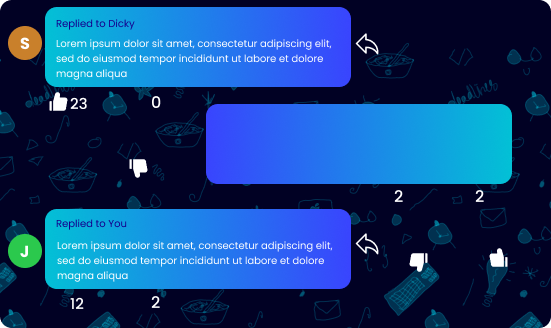 S
Replied to Dicky
Lorem ipsum dolor sit amet, consectetur adipiscing elit,
sed do eiusmod tempor incididunt ut labore et dolore
magna aliqua
23 0
2 2
J
Replied to You
Lorem ipsum dolor sit amet, consectetur adipiscing elit,
sed do eiusmod tempor incididunt ut labore et dolore
magna aliqua
12 2